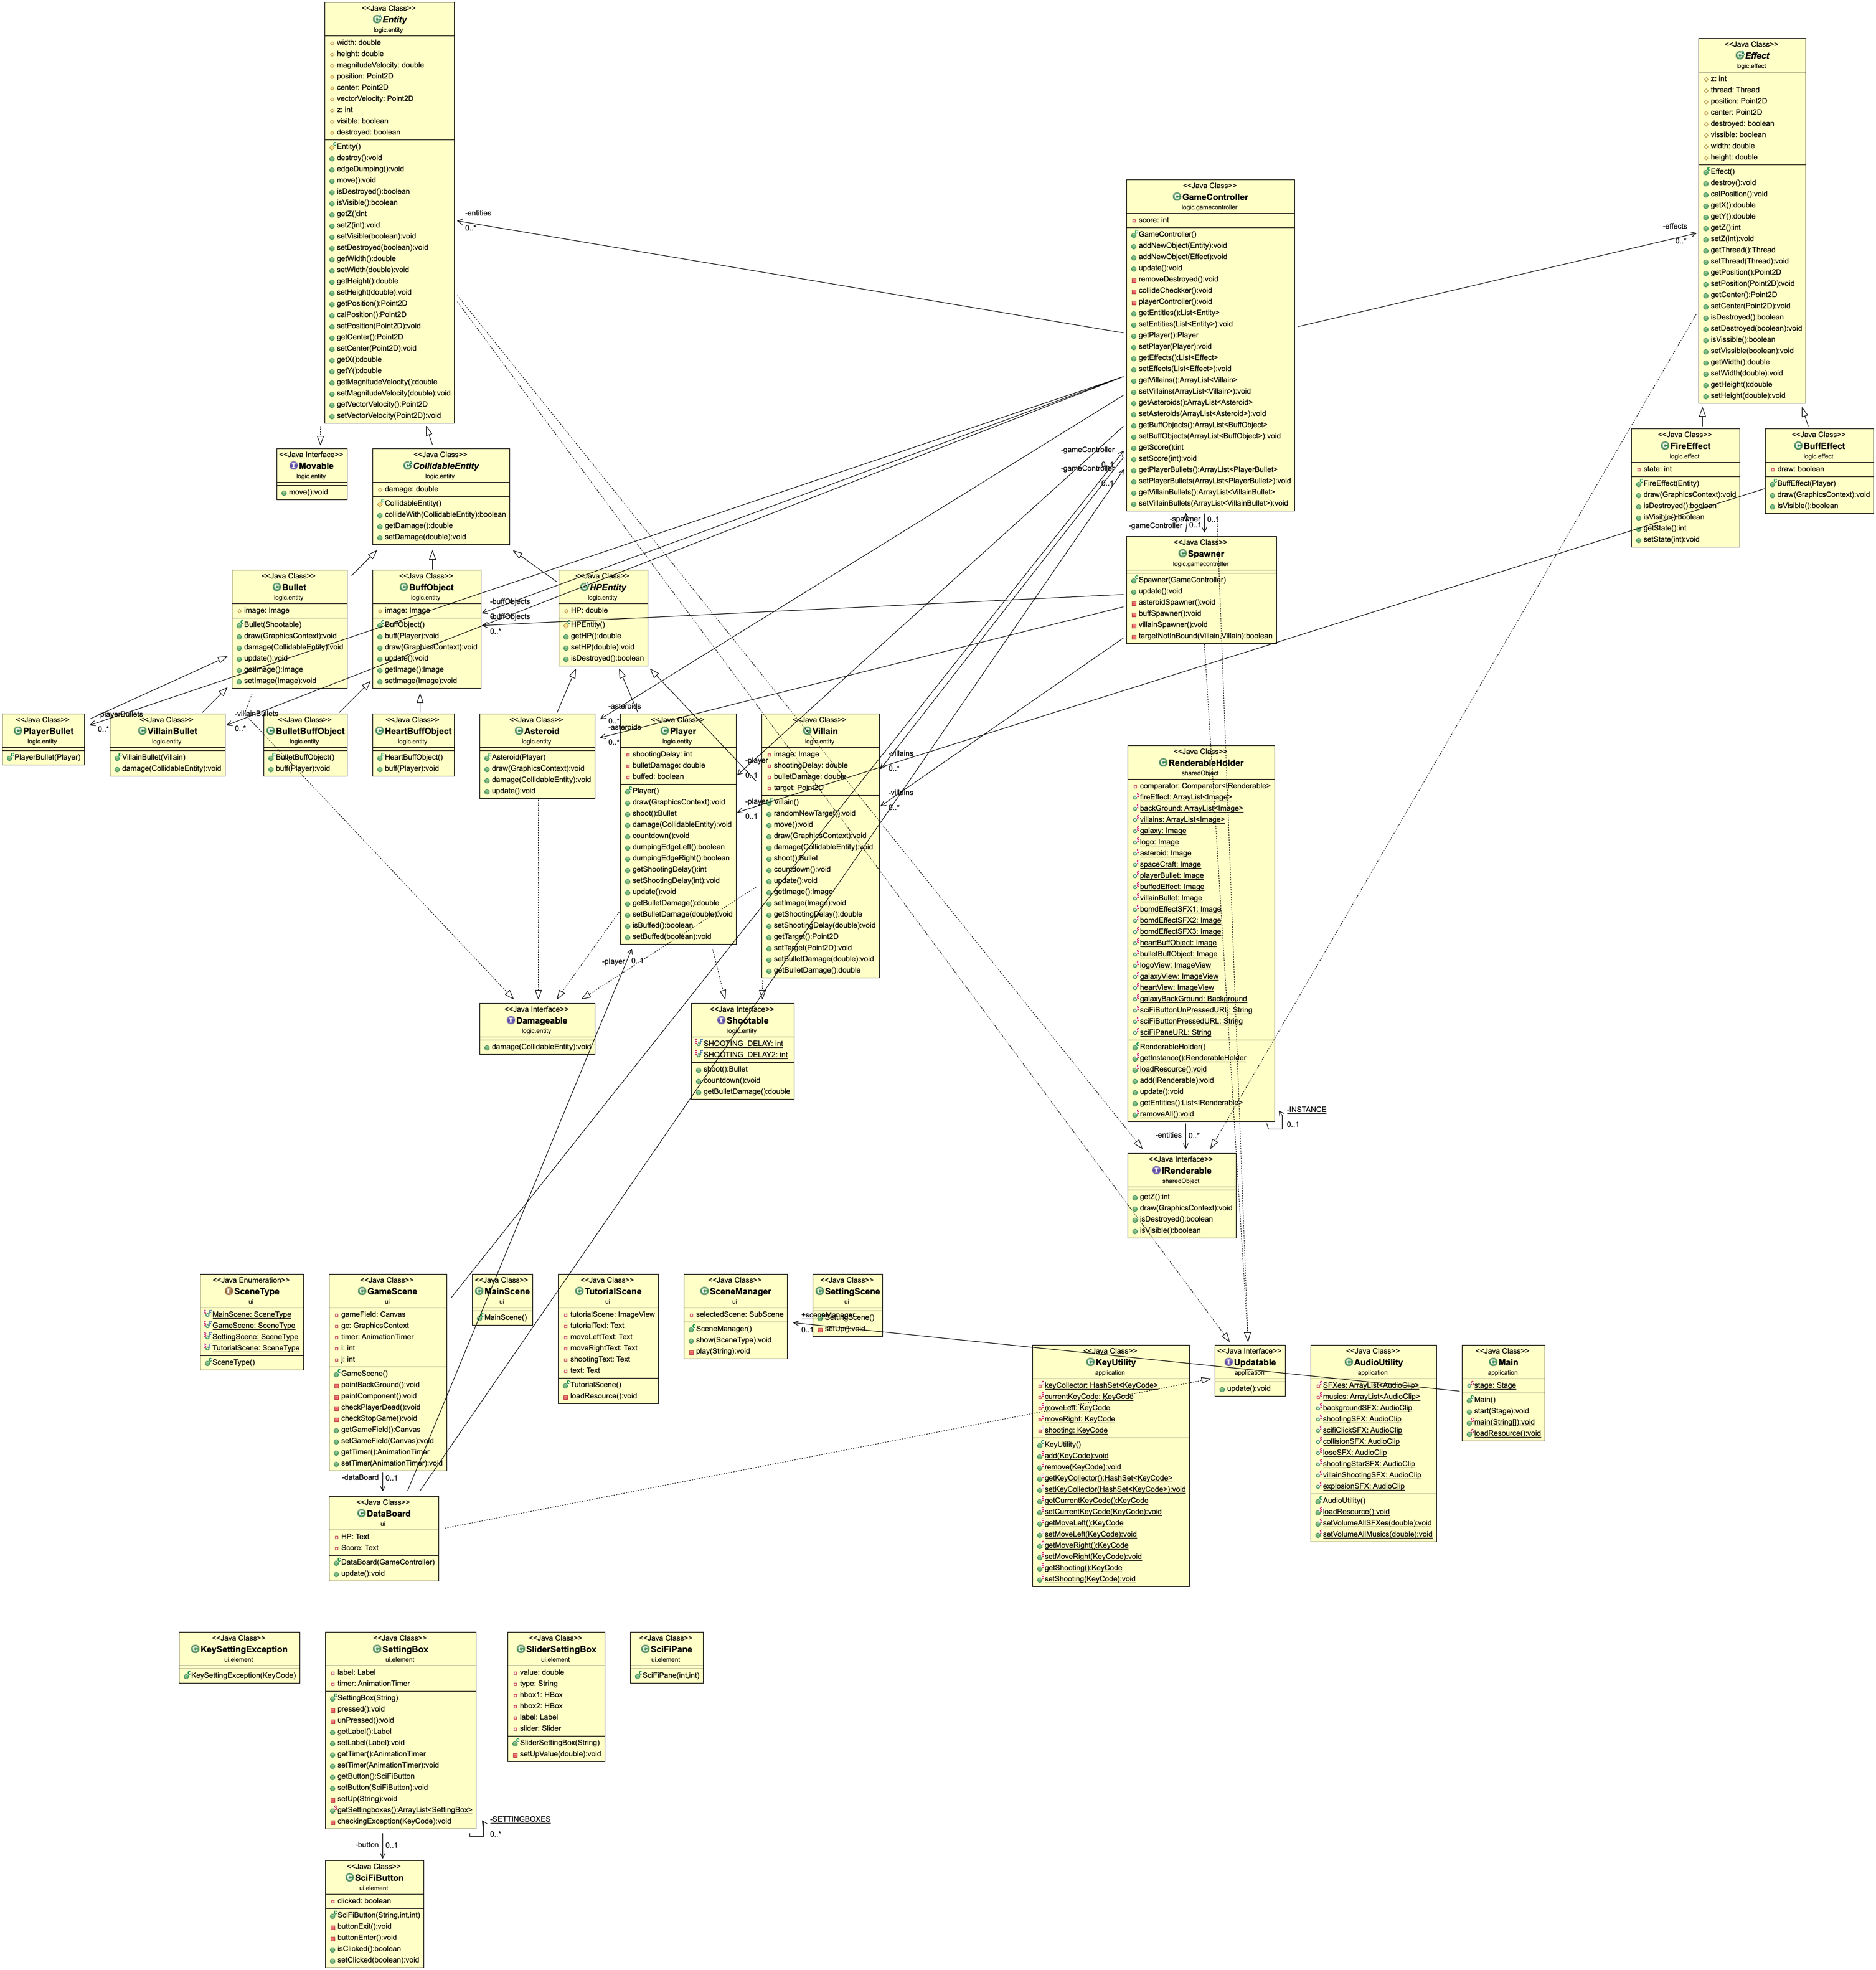 <<Java Class>>
Entity
logic.entity
width: double
height: double
magnitudeVelocity: double
position: Point2D
center: Point2D
vectorVelocity: Point2D
z: int
visible: boolean
destroyed: boolean
Entity()
destroy():void
edgeDumping():void
move():void
isDestroyed():boolean
isVisible():boolean
getZ():int
setZ(int):void
setVisible(boolean):void
setDestroyed(boolean):void
getWidth():double
setWidth(double):void
getHeight():double
setHeight(double):void
getPosition():Point2D
calPosition():Point2D
setPosition(Point2D):void
getCenter():Point2D
setCenter(Point2D):void
getX():double
getY():double
getMagnitudeVelocity():double
setMagnitudeVelocity(double):void
getVectorVelocity():Point2D
setVectorVelocity(Point2D):void
<<Java Class>>
Effect
logic.effect
z: int
thread: Thread
position: Point2D
center: Point2D
destroyed: boolean
vissible: boolean
width: double
height: double
Effect()
destroy():void
calPosition():void
getX():double
getY():double
getZ():int
setZ(int):void
getThread():Thread
setThread(Thread):void
getPosition():Point2D
setPosition(Point2D):void
getCenter():Point2D
setCenter(Point2D):void
isDestroyed():boolean
setDestroyed(boolean):void
isVissible():boolean
setVissible(boolean):void
getWidth():double
setWidth(double):void
getHeight():double
setHeight(double):void
<<Java Class>>
GameController
logic.gamecontroller
score: int
GameController()
addNewObject(Entity):void
addNewObject(Effect):void
update():void
removeDestroyed():void
collideCheckker():void
playerController():void
getEntities():List<Entity>
setEntities(List<Entity>):void
getPlayer():Player
setPlayer(Player):void
getEffects():List<Effect>
setEffects(List<Effect>):void
getVillains():ArrayList<Villain>
setVillains(ArrayList<Villain>):void
getAsteroids():ArrayList<Asteroid>
setAsteroids(ArrayList<Asteroid>):void
getBuffObjects():ArrayList<BuffObject>
setBuffObjects(ArrayList<BuffObject>):void
getScore():int
setScore(int):void
getPlayerBullets():ArrayList<PlayerBullet>
setPlayerBullets(ArrayList<PlayerBullet>):void
getVillainBullets():ArrayList<VillainBullet>
setVillainBullets(ArrayList<VillainBullet>):void
-entities
0..*
-effects
0..*
-gameController
-gameController
0..1
-gameController
0..1
-spawner
0..1
<<Java Interface>>
Movable
logic.entity
move():void
<<Java Class>>
CollidableEntity
logic.entity
damage: double
CollidableEntity()
collideWith(CollidableEntity):boolean
getDamage():double
setDamage(double):void
<<Java Class>>
FireEffect
logic.effect
state: int
FireEffect(Entity)
draw(GraphicsContext):void
isDestroyed():boolean
isVisible():boolean
getState():int
setState(int):void
<<Java Class>>
BuffEffect
logic.effect
draw: boolean
BuffEffect(Player)
draw(GraphicsContext):void
isVisible():boolean
<<Java Class>>
Spawner
logic.gamecontroller
Spawner(GameController)
update():void
asteroidSpawner():void
buffSpawner():void
villainSpawner():void
targetNotInBound(Villain,Villain):boolean
<<Java Class>>
Bullet
logic.entity
image: Image
Bullet(Shootable)
draw(GraphicsContext):void
damage(CollidableEntity):void
update():void
getImage():Image
setImage(Image):void
<<Java Class>>
BuffObject
logic.entity
image: Image
BuffObject()
buff(Player):void
draw(GraphicsContext):void
update():void
getImage():Image
setImage(Image):void
-buffObjects
-buffObjects
0..*
<<Java Class>>
HPEntity
logic.entity
HP: double
HPEntity()
getHP():double
setHP(double):void
isDestroyed():boolean
<<Java Class>>
PlayerBullet
logic.entity
PlayerBullet(Player)
-playerBullets
0..*
<<Java Class>>
VillainBullet
logic.entity
VillainBullet(Villain)
damage(CollidableEntity):void
-villainBullets
0..*
<<Java Class>>
BulletBuffObject
logic.entity
BulletBuffObject()
buff(Player):void
<<Java Class>>
HeartBuffObject
logic.entity
HeartBuffObject()
buff(Player):void
<<Java Class>>
Asteroid
logic.entity
Asteroid(Player)
draw(GraphicsContext):void
damage(CollidableEntity):void
update():void
-asteroids
0..*
-asteroids
0..*
<<Java Class>>
Player
logic.entity
shootingDelay: int
bulletDamage: double
buffed: boolean
Player()
draw(GraphicsContext):void
shoot():Bullet
damage(CollidableEntity):void
countdown():void
dumpingEdgeLeft():boolean
dumpingEdgeRight():boolean
getShootingDelay():int
setShootingDelay(int):void
update():void
getBulletDamage():double
setBulletDamage(double):void
isBuffed():boolean
setBuffed(boolean):void
-player
0..1
-player
0..1
-player
0..1
<<Java Class>>
Villain
logic.entity
image: Image
shootingDelay: double
bulletDamage: double
target: Point2D
Villain()
randomNewTarget():void
move():void
draw(GraphicsContext):void
damage(CollidableEntity):void
shoot():Bullet
countdown():void
update():void
getImage():Image
setImage(Image):void
getShootingDelay():double
setShootingDelay(double):void
getTarget():Point2D
setTarget(Point2D):void
setBulletDamage(double):void
getBulletDamage():double
-villains
0..*
-villains
0..*
<<Java Class>>
RenderableHolder
sharedObject
comparator: Comparator<IRenderable>
fireEffect: ArrayList<Image>
backGround: ArrayList<Image>
villains: ArrayList<Image>
galaxy: Image
logo: Image
asteroid: Image
spaceCraft: Image
playerBullet: Image
buffedEffect: Image
villainBullet: Image
bomdEffectSFX1: Image
bomdEffectSFX2: Image
bomdEffectSFX3: Image
heartBuffObject: Image
bulletBuffObject: Image
logoView: ImageView
galaxyView: ImageView
heartView: ImageView
galaxyBackGround: Background
sciFiButtonUnPressedURL: String
sciFiButtonPressedURL: String
sciFiPaneURL: String
RenderableHolder()
getInstance():RenderableHolder
loadResource():void
add(IRenderable):void
update():void
getEntities():List<IRenderable>
removeAll():void
-INSTANCE
0..1
-entities
0..*
<<Java Interface>>
Damageable
logic.entity
damage(CollidableEntity):void
<<Java Interface>>
Shootable
logic.entity
SHOOTING_DELAY: int
SHOOTING_DELAY2: int
shoot():Bullet
countdown():void
getBulletDamage():double
<<Java Interface>>
IRenderable
sharedObject
getZ():int
draw(GraphicsContext):void
isDestroyed():boolean
isVisible():boolean
<<Java Enumeration>>
SceneType
ui
MainScene: SceneType
GameScene: SceneType
SettingScene: SceneType
TutorialScene: SceneType
SceneType()
<<Java Class>>
GameScene
ui
gameField: Canvas
gc: GraphicsContext
timer: AnimationTimer
i: int
j: int
GameScene()
paintBackGround():void
paintComponent():void
checkPlayerDead():void
checkStopGame():void
getGameField():Canvas
setGameField(Canvas):void
getTimer():AnimationTimer
setTimer(AnimationTimer):void
-dataBoard
0..1
<<Java Class>>
MainScene
ui
MainScene()
<<Java Class>>
TutorialScene
ui
tutorialScene: ImageView
tutorialText: Text
moveLeftText: Text
moveRightText: Text
shootingText: Text
text: Text
TutorialScene()
loadResource():void
<<Java Class>>
SceneManager
ui
selectedScene: SubScene
SceneManager()
show(SceneType):void
play(String):void
+sceneManager
0..1
<<Java Class>>
SettingScene
ui
SettingScene()
setUp():void
<<Java Class>>
KeyUtility
application
keyCollector: HashSet<KeyCode>
currentKeyCode: KeyCode
moveLeft: KeyCode
moveRight: KeyCode
shooting: KeyCode
KeyUtility()
add(KeyCode):void
remove(KeyCode):void
getKeyCollector():HashSet<KeyCode>
setKeyCollector(HashSet<KeyCode>):void
getCurrentKeyCode():KeyCode
setCurrentKeyCode(KeyCode):void
getMoveLeft():KeyCode
setMoveLeft(KeyCode):void
getMoveRight():KeyCode
setMoveRight(KeyCode):void
getShooting():KeyCode
setShooting(KeyCode):void
<<Java Interface>>
Updatable
application
update():void
<<Java Class>>
AudioUtility
application
SFXes: ArrayList<AudioClip>
musics: ArrayList<AudioClip>
backgroundSFX: AudioClip
shootingSFX: AudioClip
scifiClickSFX: AudioClip
collisionSFX: AudioClip
loseSFX: AudioClip
shootingStarSFX: AudioClip
villainShootingSFX: AudioClip
explosionSFX: AudioClip
AudioUtility()
loadResource():void
setVolumeAllSFXes(double):void
setVolumeAllMusics(double):void
<<Java Class>>
Main
application
stage: Stage
Main()
start(Stage):void
main(String[]):void
loadResource():void
<<Java Class>>
DataBoard
ui
HP: Text
Score: Text
DataBoard(GameController)
update():void
<<Java Class>>
KeySettingException
ui.element
KeySettingException(KeyCode)
<<Java Class>>
SettingBox
ui.element
label: Label
timer: AnimationTimer
SettingBox(String)
pressed():void
unPressed():void
getLabel():Label
setLabel(Label):void
getTimer():AnimationTimer
setTimer(AnimationTimer):void
getButton():SciFiButton
setButton(SciFiButton):void
setUp(String):void
getSettingboxes():ArrayList<SettingBox>
checkingException(KeyCode):void
-SETTINGBOXES
0..*
-button
0..1
<<Java Class>>
SliderSettingBox
ui.element
value: double
type: String
hbox1: HBox
hbox2: HBox
label: Label
slider: Slider
SliderSettingBox(String)
setUpValue(double):void
<<Java Class>>
SciFiPane
ui.element
SciFiPane(int,int)
<<Java Class>>
SciFiButton
ui.element
clicked: boolean
SciFiButton(String,int,int)
buttonExit():void
buttonEnter():void
isClicked():boolean
setClicked(boolean):void